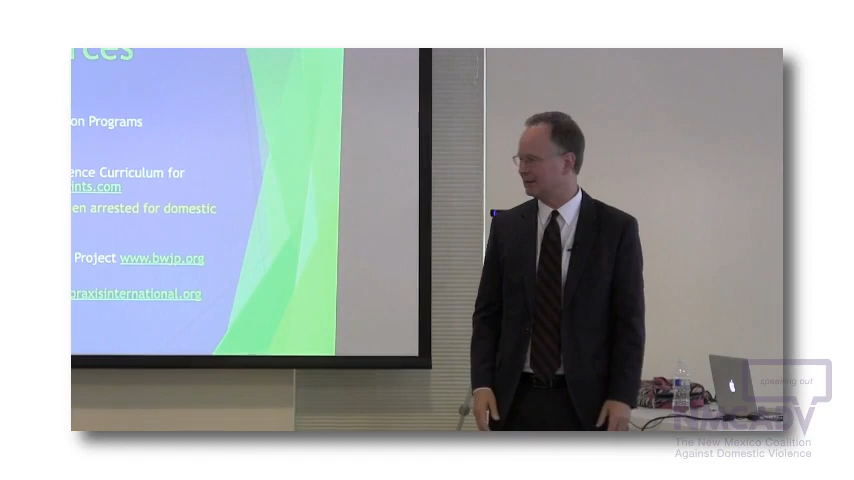 rces
on Programs
ence Curriculum for
ints.com
en arrested for domestic
Project www.bwjp.org
praxisinternational.org
speaking out
NMCADV
The New Mexico Coalition
Against Domestic Violence